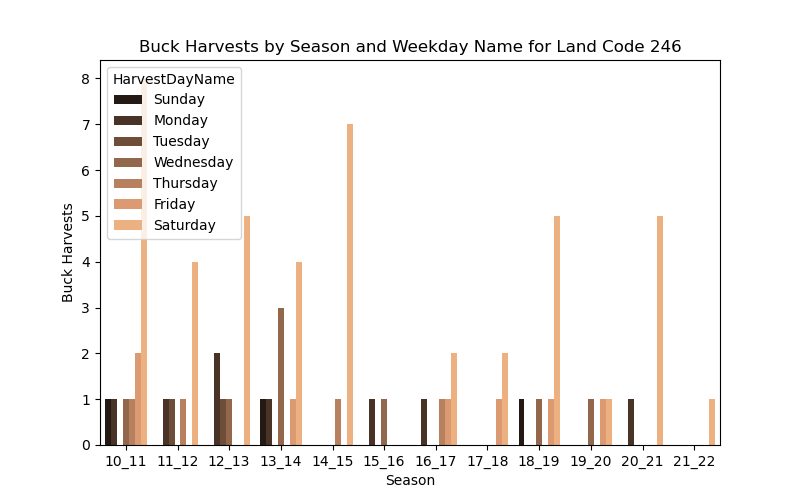 Buck Harvests by Season and Weekday Name for Land Code 246
Buck Harvests
8
7
6
5
4
3
2
1
0
HarvestDayName
Sunday
Monday
Tuesday
Wednesday
Thursday
Friday
Saturday
10_11 11_12 12_13 13_14 14_15 15_16 16_17 17_18 18_19 19_20 20_21 21_22
Season